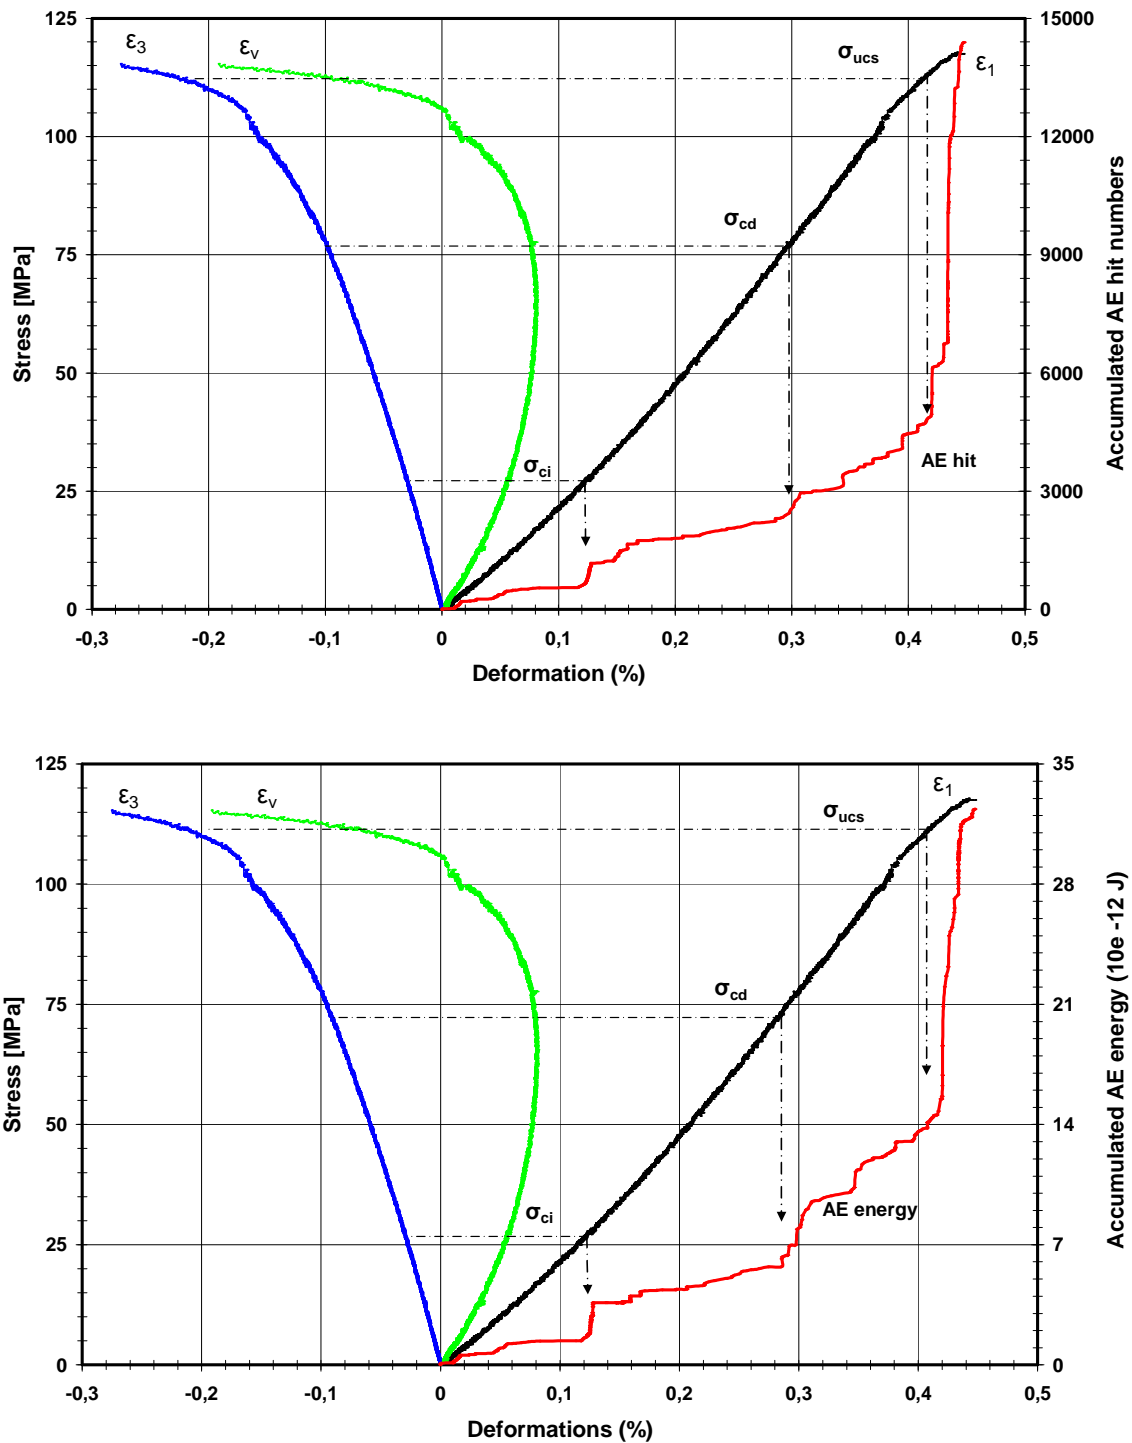 125
100
75
50
25
0
Stress [MPa]
ε3
εv
σucs
ε1
σcd
σci
AE hit
15000
12000
9000
6000
3000
0
Accumulated AE hit numbers
-0,3 -0,2 -0,1 0 0,1 0,2 0,3 0,4 0,5
Deformation (%)
125
100
75
50
25
0
Stress [MPa]
ε3
εv
σucs
ε1
σcd
σci
AE energy
35
28
21
14
7
0
Accumulated AE energy (10e -12 J)
-0,3 -0,2 -0,1 0 0,1 0,2 0,3 0,4 0,5
Deformations (%)